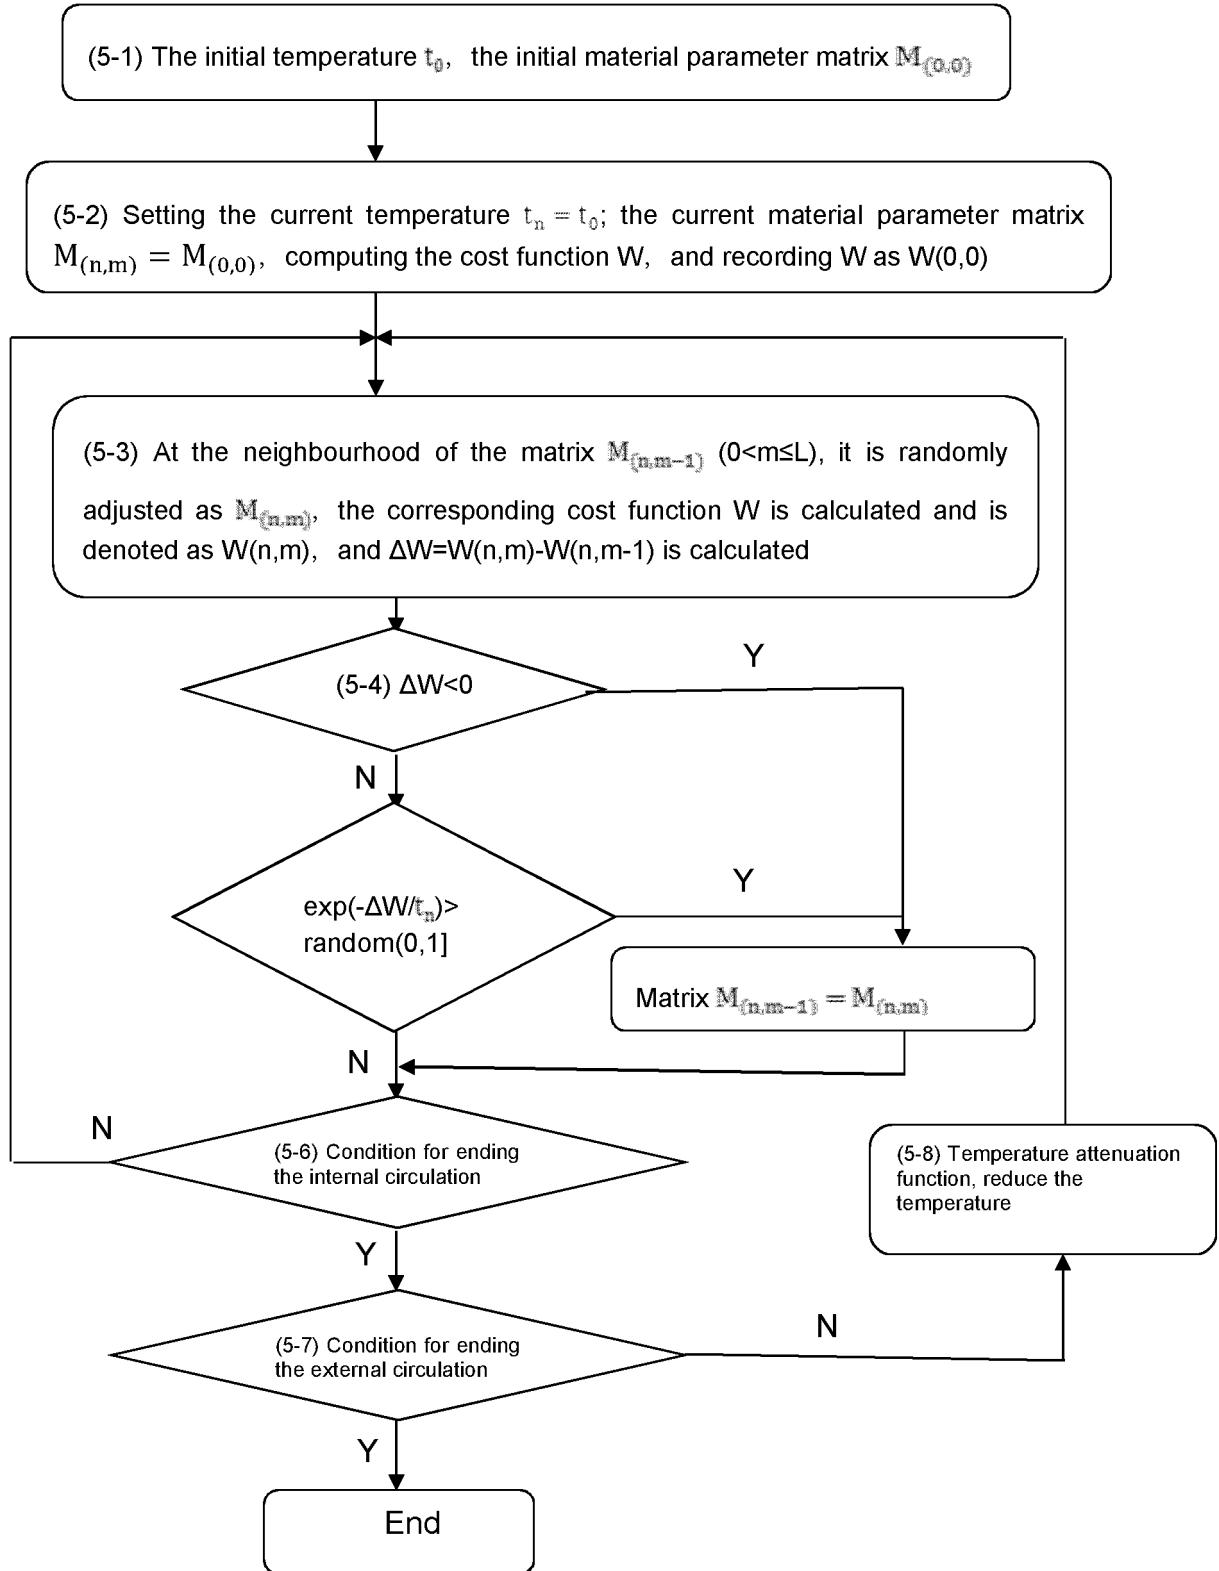 (5-1) The initial temperature t₀, the initial material parameter matrix M₍₀,₀₎
(5-2) Setting the current temperature tₙ = t₀; the current material parameter matrix
M(n,m) = M(0,0), computing the cost function W, and recording W as W(0,0)
(5-3) At the neighbourhood of the matrix M(n,m−1) (0<m≤L), it is randomly
adjusted as M(n,m), the corresponding cost function W is calculated and is
denoted as W(n,m), and ΔW=W(n,m)-W(n,m-1) is calculated
(5-4) ΔW<0
Y
N
exp(-ΔW/tₙ)>
random(0,1]
Y
Matrix M(n,m−1) = M(n,m)
N
(5-6) Condition for ending
the internal circulation
N
Y
(5-8) Temperature attenuation
function, reduce the
temperature
(5-7) Condition for ending
the external circulation
N
Y
End